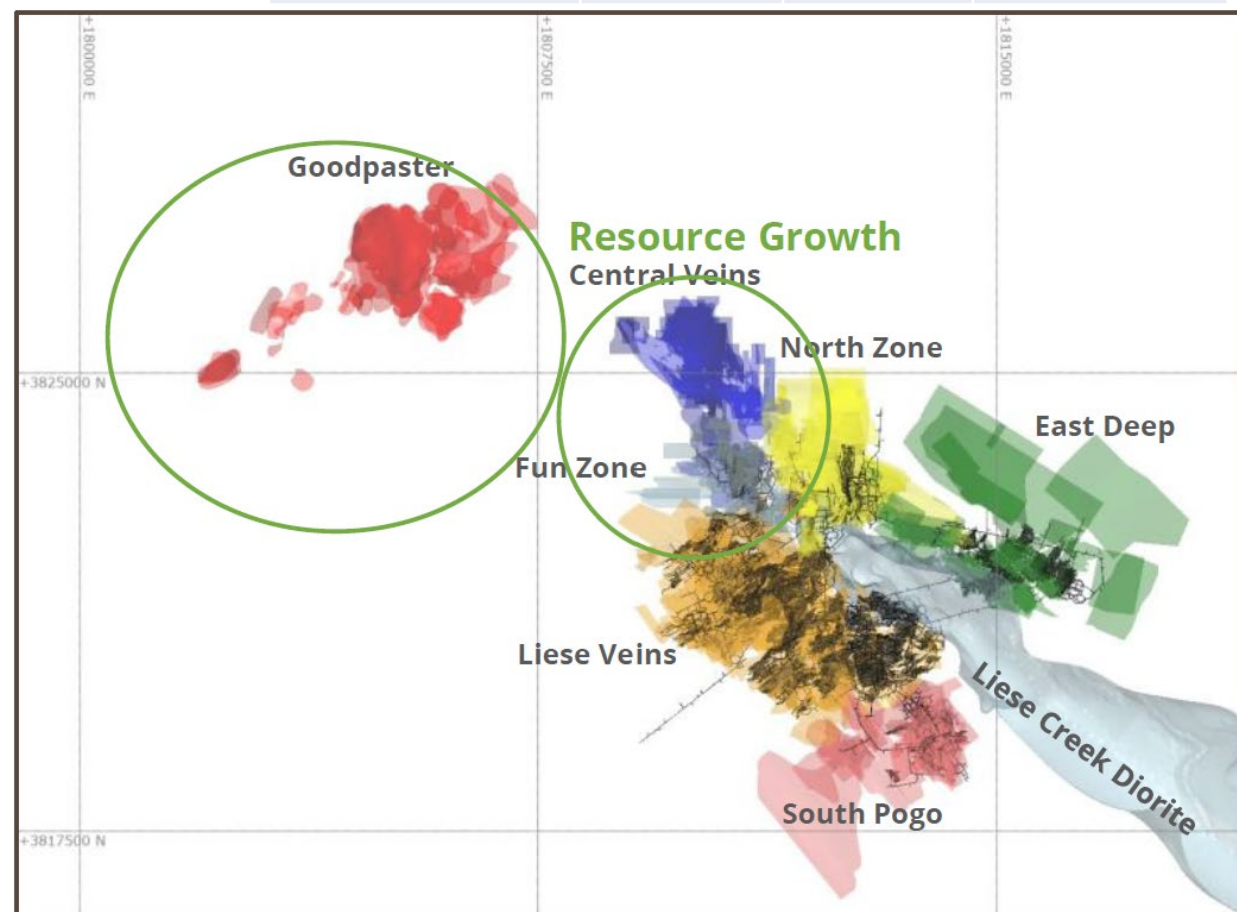 +1800000 E
+1807500 E
+1815000 E
Goodpaster
Resource Growth
Central Veins
North Zone
+3825000 N
East Deep
Fun Zone
Liese Veins
Liese Creek Diorite
South Pogo
+3817500 N